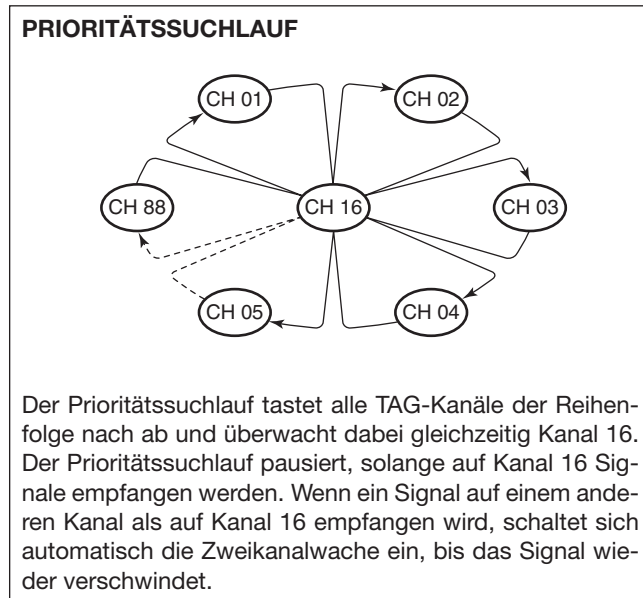 PRIORITÄTSSUCHLAUF
CH 01
CH 02
CH 88
CH 16
CH 03
CH 05
CH 04
Der Prioritätssuchlauf tastet alle TAG-Kanäle der Reihen-
folge nach ab und überwacht dabei gleichzeitig Kanal 16.
Der Prioritätssuchlauf pausiert, solange auf Kanal 16 Sig-
nale empfangen werden. Wenn ein Signal auf einem ande-
ren Kanal als auf Kanal 16 empfangen wird, schaltet sich
automatisch die Zweikanalwache ein, bis das Signal wie-
der verschwindet.